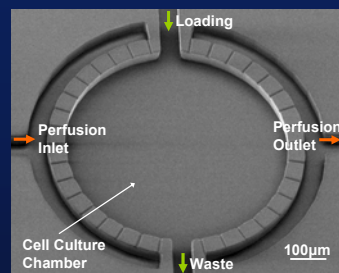 Loading
Perfusion
Inlet
Perfusion
Outlet
Cell Culture
Chamber
Waste
100µm